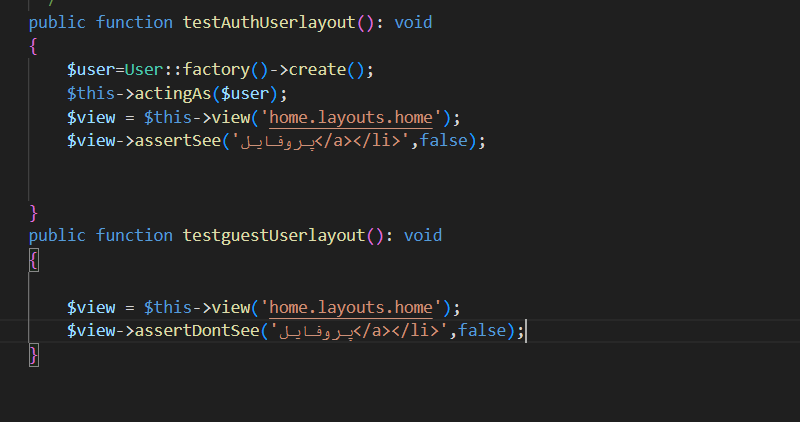 */
public function testAuthUserlayout(): void
{
$user=User::factory()->create();
$this->actingAs($user);
$view = $this->view('home.layouts.home');
$view->assertSee('پروفایل</a></li>',false);
}
public function testguestUserlayout(): void
{
$view = $this->view('home.layouts.home');
$view->assertDontSee('پروفایل</a></li>',false);
}